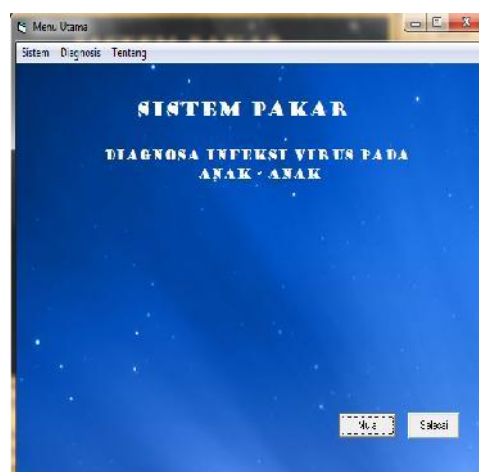 Menu Utama
Sistem Diagnosis Tentang
SISTEM PAKAR
DIAGNOSA INFEKSI VIRUS PADA
ANAK - ANAK
Selesai